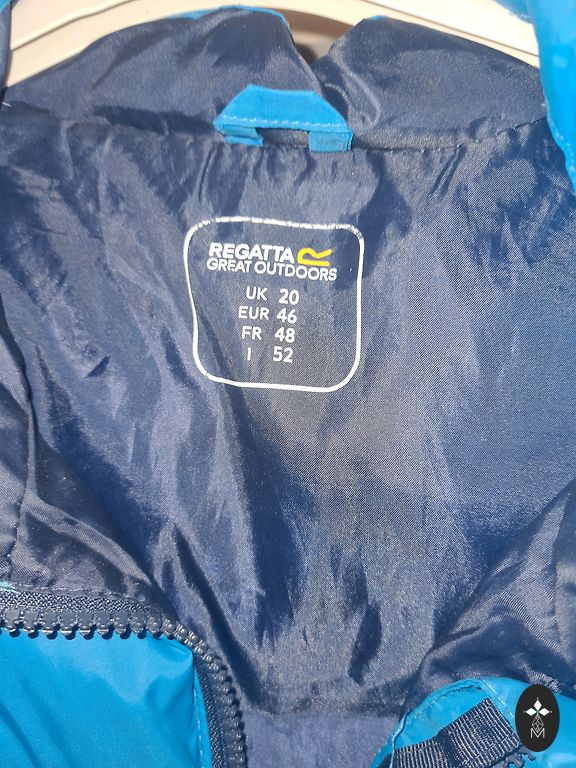 REGATTA
GREAT OUTDOORS
UK 20
EUR 46
FR 48
I 52
M